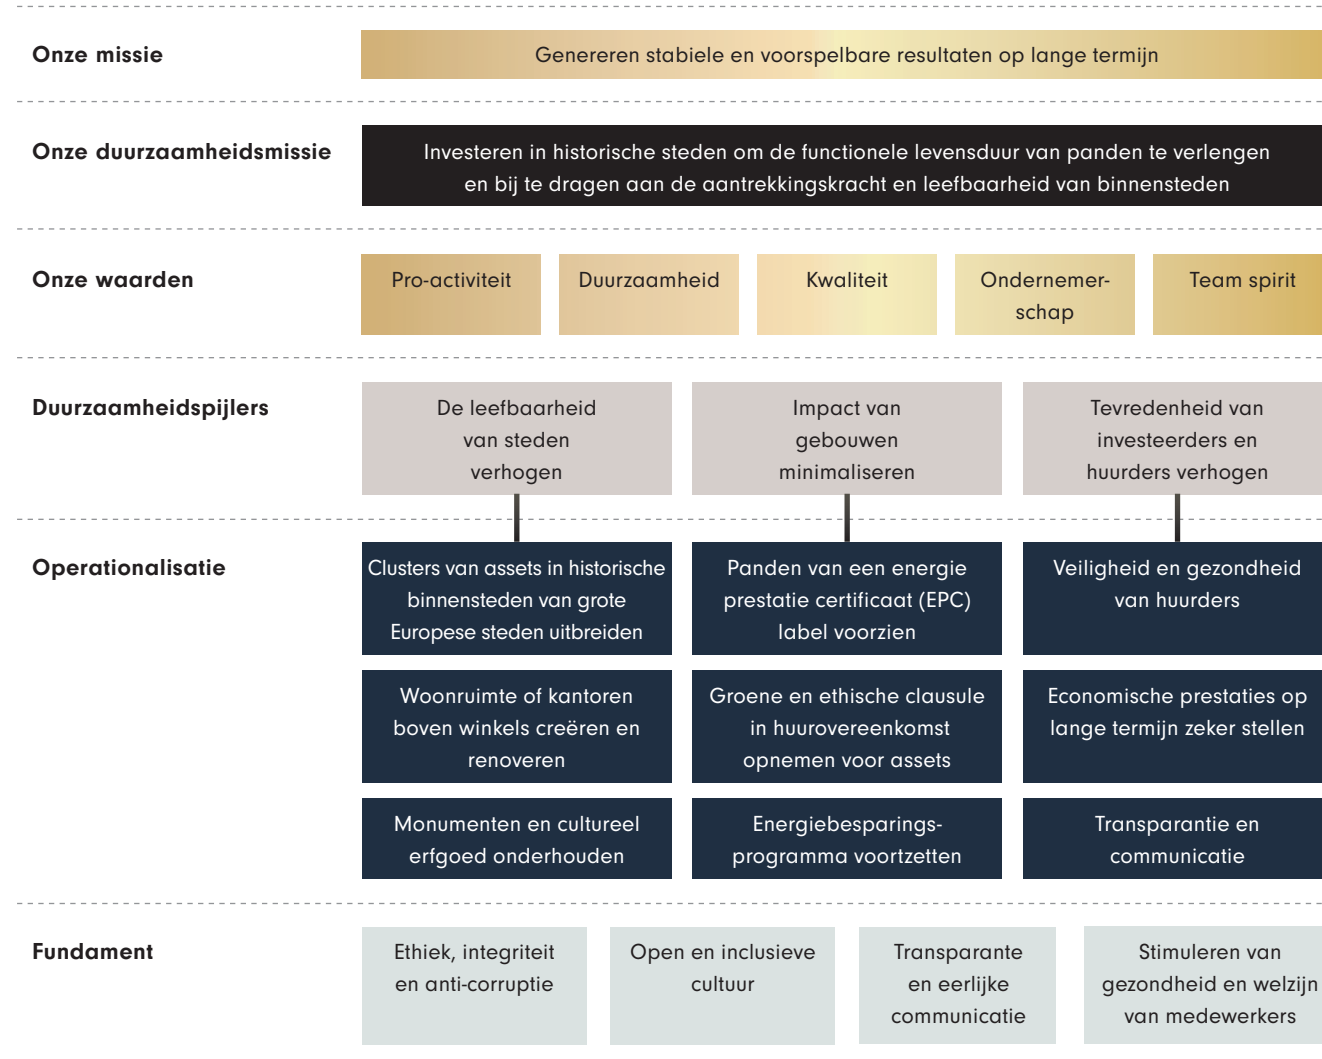 Onze missie
Genereren stabiele en voorspelbare resultaten op lange termijn
Onze duurzaamheidsmissie
Investeren in historische steden om de functionele levensduur van panden te verlengen
en bij te dragen aan de aantrekkingskracht en leefbaarheid van binnensteden
Onze waarden
Pro-activiteit
Duurzaamheid
Kwaliteit
Ondernemer-
schap
Team spirit
Duurzaamheidspijlers
De leefbaarheid
van steden
verhogen
Impact van
gebouwen
minimaliseren
Tevredenheid van
investeerders en
huurders verhogen
Operationalisatie
Clusters van assets in historische
binnensteden van grote
Europese steden uitbreiden
Panden van een energie
prestatie certificaat (EPC)
label voorzien
Veiligheid en gezondheid
van huurders
Woonruimte of kantoren
boven winkels creëren en
renoveren
Groene en ethische clausule
in huurovereenkomst
opnemen voor assets
Economische prestaties op
lange termijn zeker stellen
Monumenten en cultureel
erfgoed onderhouden
Energiebesparings-
programma voortzetten
Transparantie en
communicatie
Fundament
Ethiek, integriteit
en anti-corruptie
Open en inclusieve
cultuur
Transparante
en eerlijke
communicatie
Stimuleren van
gezondheid en welzijn
van medewerkers